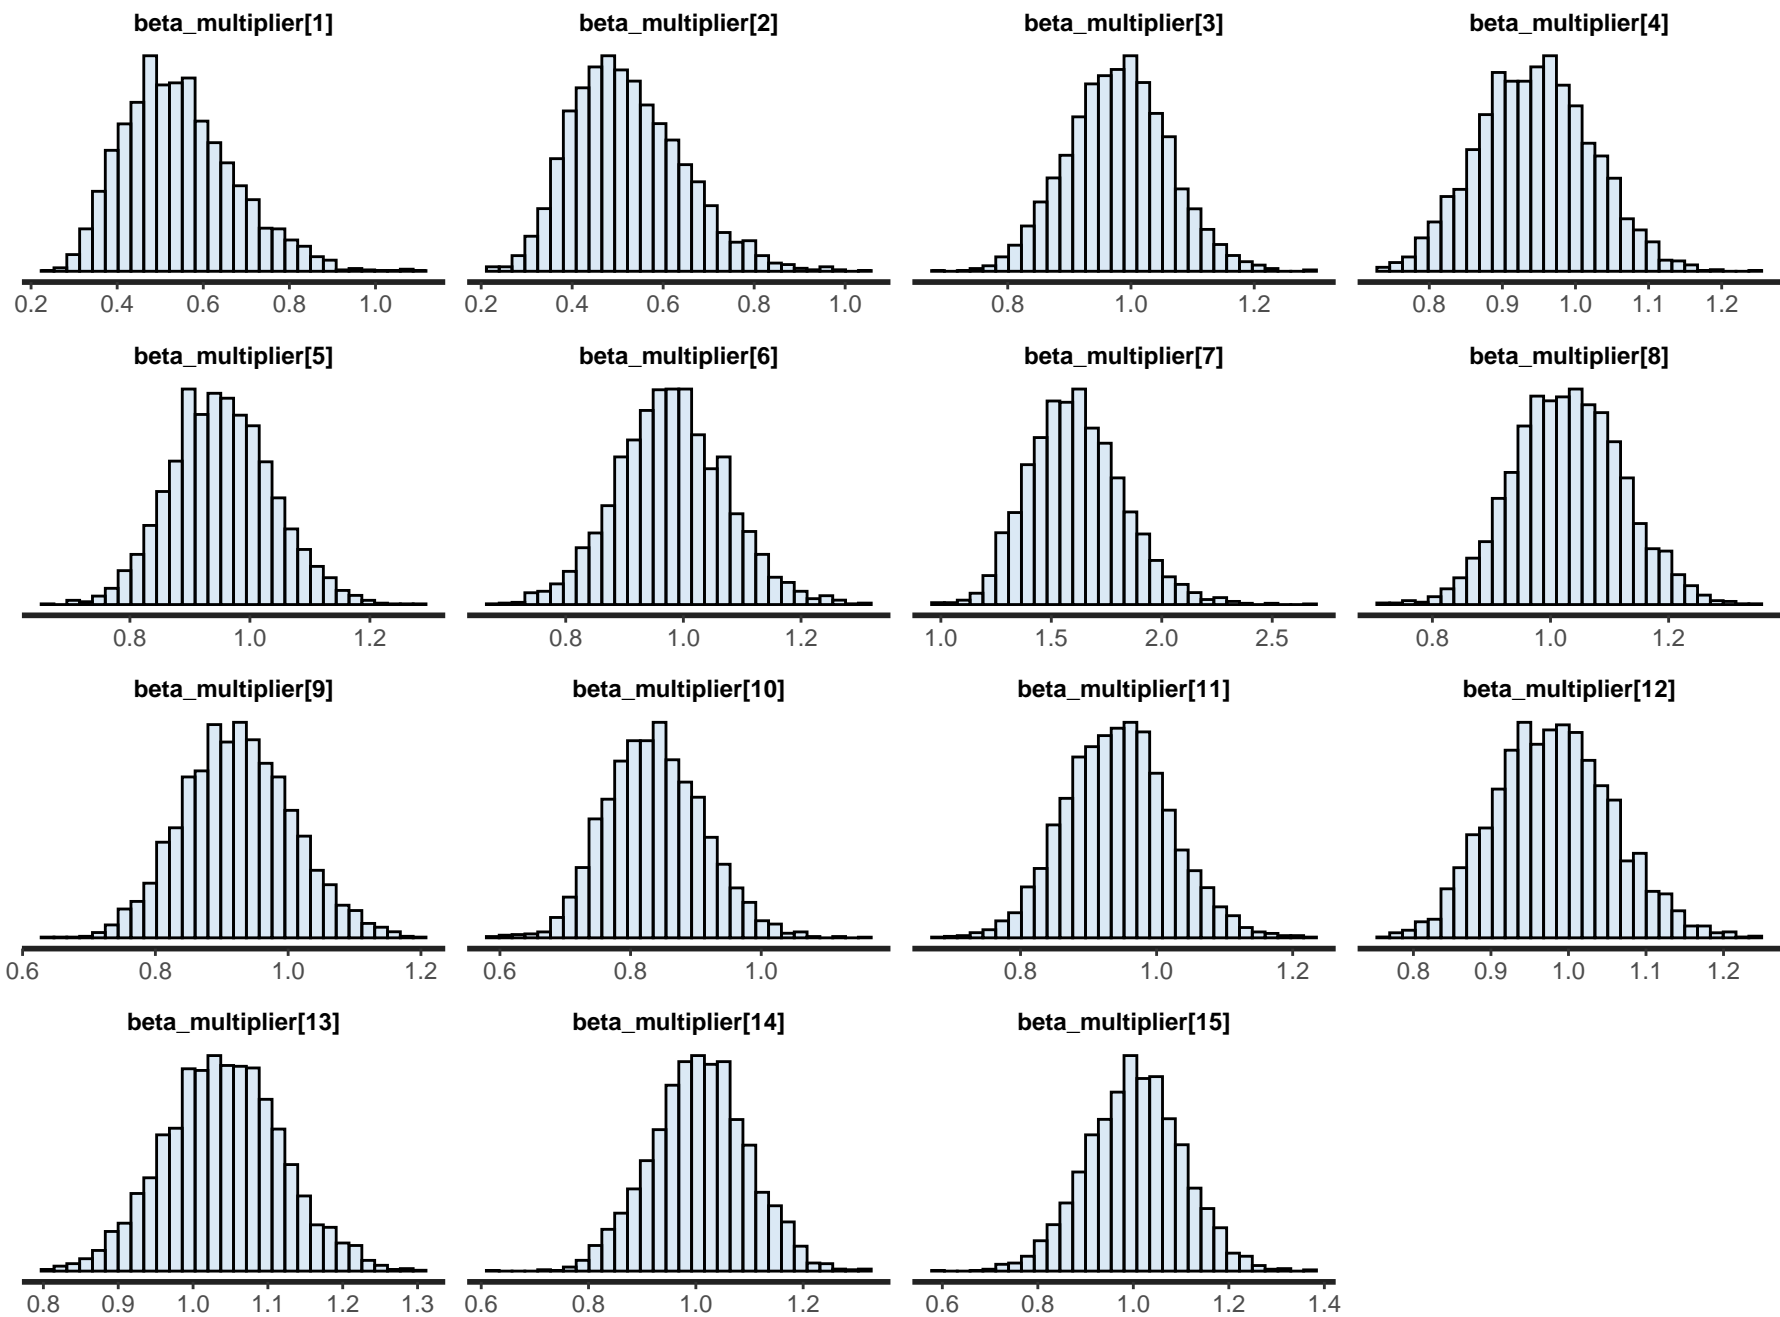 beta_multiplier[1] beta_multiplier[2] beta_multiplier[3] beta_multiplier[4]
0.2 0.4 0.6 0.8 1.0 0.2 0.4 0.6 0.8 1.0 0.8 1.0 1.2 0.8 0.9 1.0 1.1 1.2
beta_multiplier[5] beta_multiplier[6] beta_multiplier[7] beta_multiplier[8]
0.8 1.0 1.2 0.8 1.0 1.2 1.0 1.5 2.0 2.5 0.8 1.0 1.2
beta_multiplier[9] beta_multiplier[10] beta_multiplier[11] beta_multiplier[12]
0.6 0.8 1.0 1.2 0.6 0.8 1.0 0.8 1.0 1.2 0.8 0.9 1.0 1.1 1.2
beta_multiplier[13] beta_multiplier[14] beta_multiplier[15]
0.8 0.9 1.0 1.1 1.2 1.3 0.6 0.8 1.0 1.2 0.6 0.8 1.0 1.2 1.4